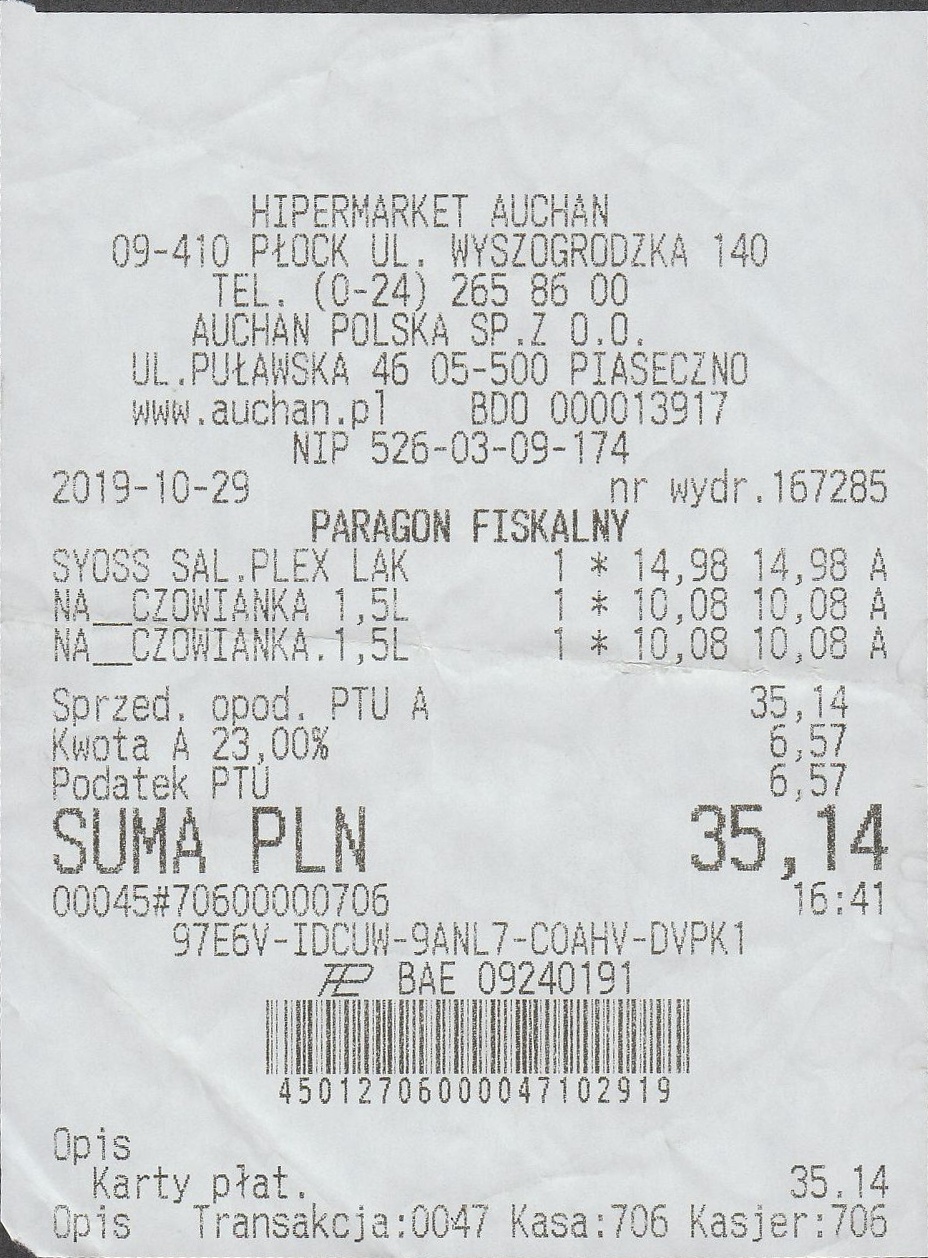 HIPERMARKET AUCHAN
09-410 PŁOCK UL. WYSZOGRODZKA 140
TEL. (0-24) 265 86 00
AUCHAN POLSKA SP.Z O.O.
UL.PUŁAWSKA 46 05-500 PIASECZNO
www.auchan.pl BDO 000013917
NIP 526-03-09-174
2019-10-29 nr wydr.167285
PARAGON FISKALNY
SYOSS SAL.PLEX LAK 1 * 14,98 14,98 A
NA__CZOWIANKA 1,5L 1 * 10,08 10,08 A
NA__CZOWIANKA.1,5L 1 * 10,08 10,08 A
Sprzed. opod. PTU A 35,14
Kwota A 23,00% 6,57
Podatek PTU 6,57
SUMA PLN 35,14
00045#70600000706 16:41
97E6V-IDCUW-9ANL7-COAHV-DVPK1
PL BAE 09240191
450127060000047102919
Opis
Karty płat. 35.14
Opis Transakcja:0047 Kasa:706 Kasjer:706